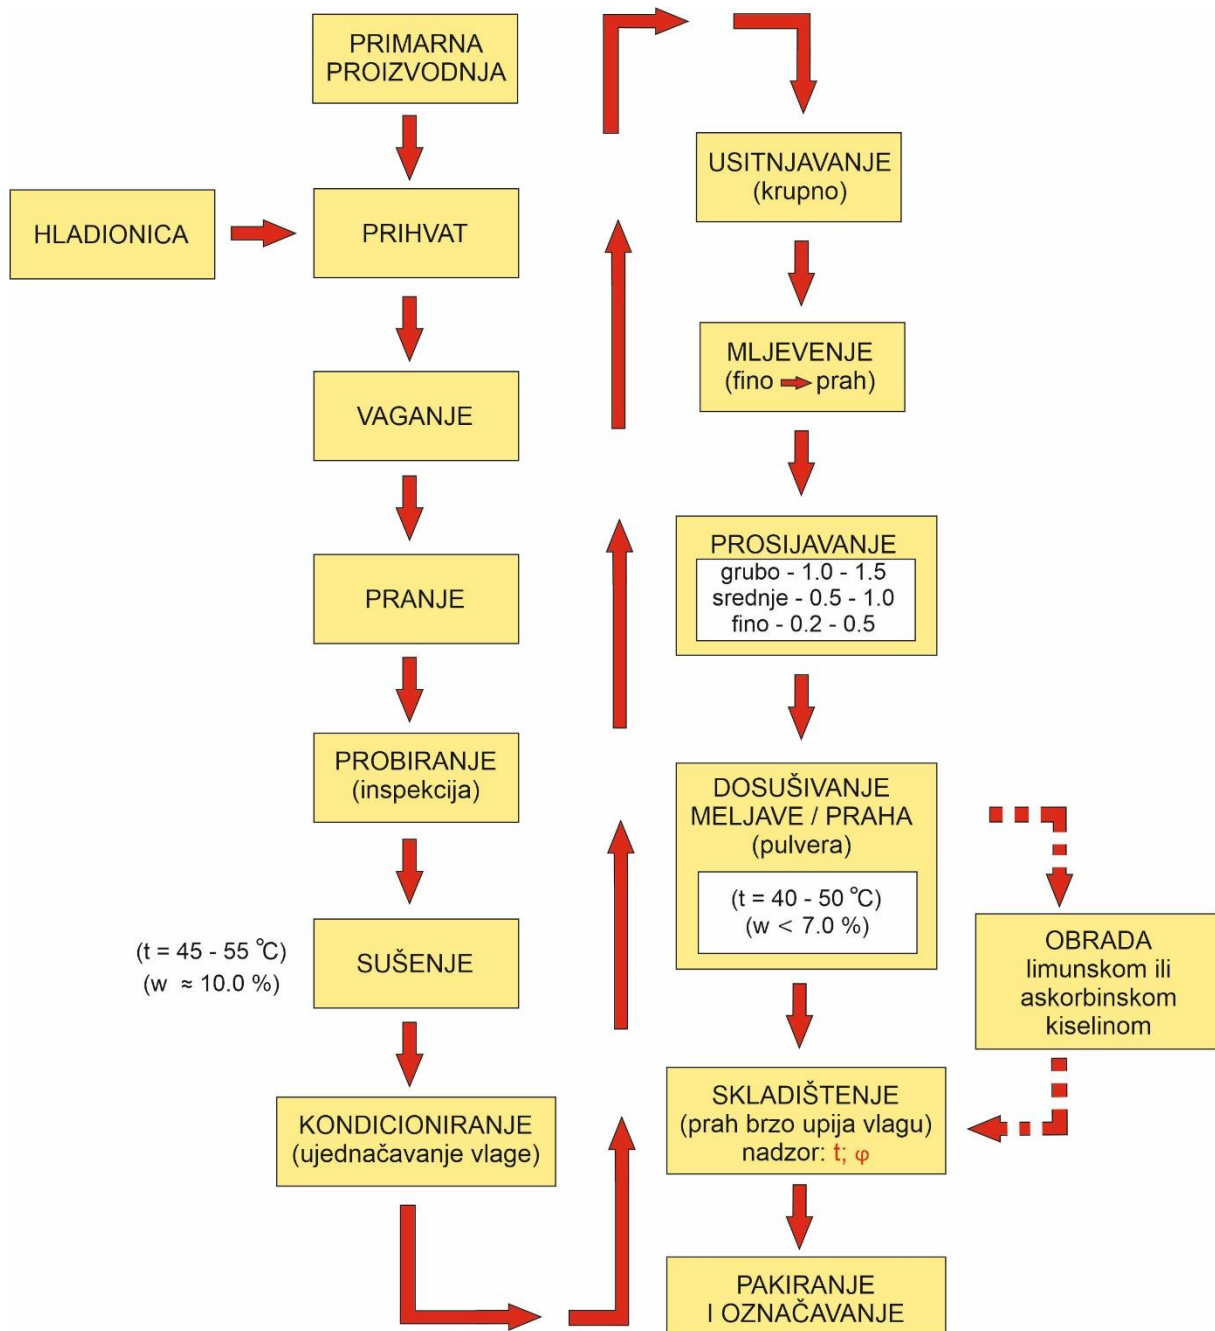 PRIMARNA
PROIZVODNJA
HLADIONICA
PRIHVAT
VAGANJE
PRANJE
PROBIRANJE
(inspekcija)
(t = 45 - 55 °C)
(w ≈ 10.0 %)
SUŠENJE
KONDICIONIRANJE
(ujednačavanje vlage)
USITNJAVANJE
(krupno)
MLJEVENJE
(fino → prah)
PROSIJAVANJE
grubo - 1.0 - 1.5
srednje - 0.5 - 1.0
fino - 0.2 - 0.5
DOSUŠIVANJE
MELJAVE / PRAHA
(pulvera)
(t = 40 - 50 °C)
(w < 7.0 %)
OBRADA
limunskom ili
askorbinskom
kiselinom
SKLADIŠTENJE
(prah brzo upija vlagu)
nadzor: t; φ
PAKIRANJE
I OZNAČAVANJE